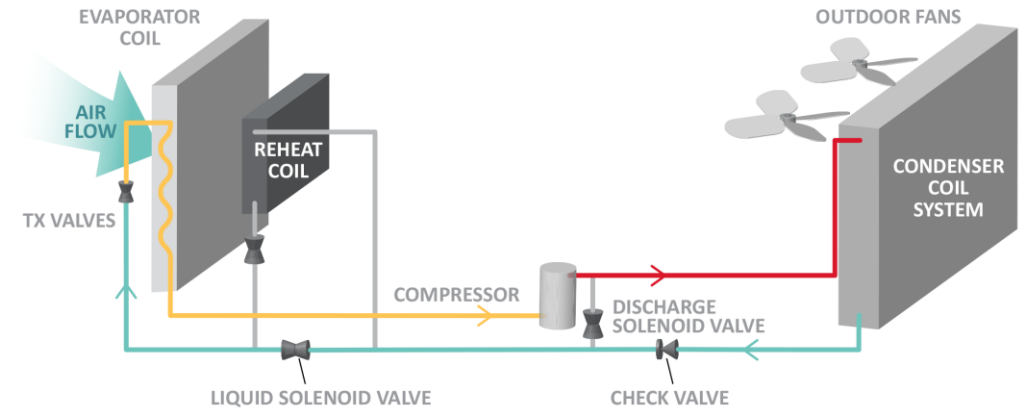 EVAPORATOR
COIL
OUTDOOR FANS
AIR
FLOW
REHEAT
COIL
CONDENSER
COIL
SYSTEM
TX VALVES
COMPRESSOR
DISCHARGE
SOLENOID VALVE
LIQUID SOLENOID VALVE
CHECK VALVE